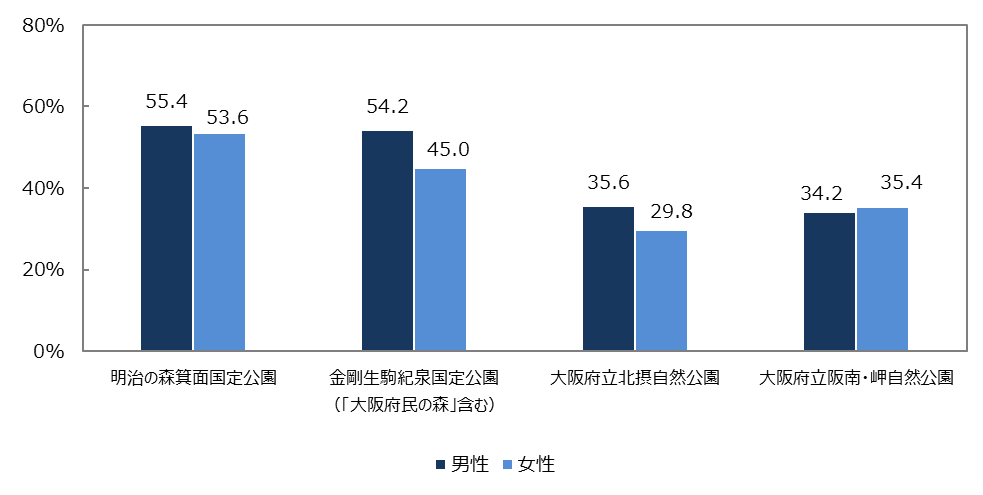 80%
60%
40%
20%
0%
55.4
53.6
54.2
45.0
35.6
29.8
34.2
35.4
明治の森箕面国定公園
金剛生駒紀泉国定公園
（「大阪府民の森」含む）
大阪府立北摂自然公園
大阪府立阪南・岬自然公園
男性
女性